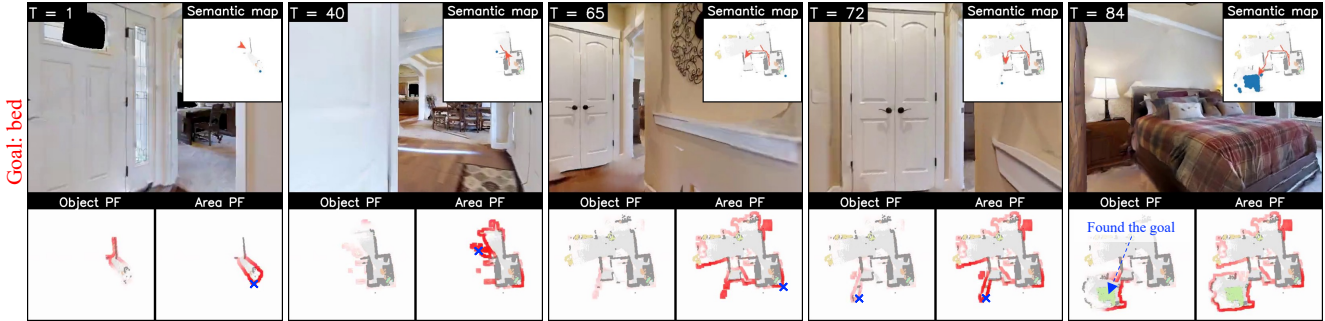 Goal: bed
T = 1
Semantic map
Object PF
Area PF
T = 40
Semantic map
Object PF
Area PF
T = 65
Semantic map
Object PF
Area PF
T = 72
Semantic map
Object PF
Area PF
T = 84
Semantic map
Object PF
Area PF
Found the goal